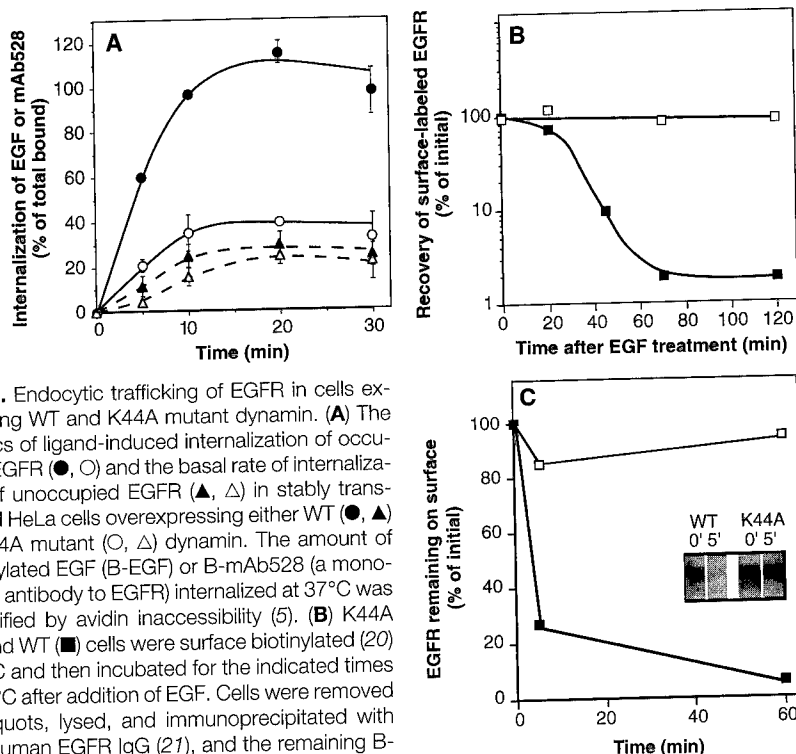 A
Internalization of EGF or mAb528
(% of total bound)
120
100
80
60
40
20
0
0
10
20
30
Time (min)
B
Recovery of surface-labeled EGFR
(% of initial)
100
10
1
0
20
40
60
80
100
120
Time after EGF treatment (min)
. Endocytic trafficking of EGFR in cells ex-
ng WT and K44A mutant dynamin. (A) The
cs of ligand-induced internalization of occu-
EGFR (●, ○) and the basal rate of internaliza-
f unoccupied EGFR (▲, △) in stably trans-
d HeLa cells overexpressing either WT (●, ▲)
4A mutant (○, △) dynamin. The amount of
ylated EGF (B-EGF) or B-mAb528 (a mono-
antibody to EGFR) internalized at 37°C was
ified by avidin inaccessibility (5). (B) K44A
nd WT (■) cells were surface biotinylated (20)
°C and then incubated for the indicated times
°C after addition of EGF. Cells were removed
quots, lysed, and immunoprecipitated with
uman EGFR IgG (21), and the remaining B-
C
EGFR remaining on surface
(% of initial)
100
80
60
40
20
0
WT K44A
0' 5' 0' 5'
0
20
40
60
Time (min)